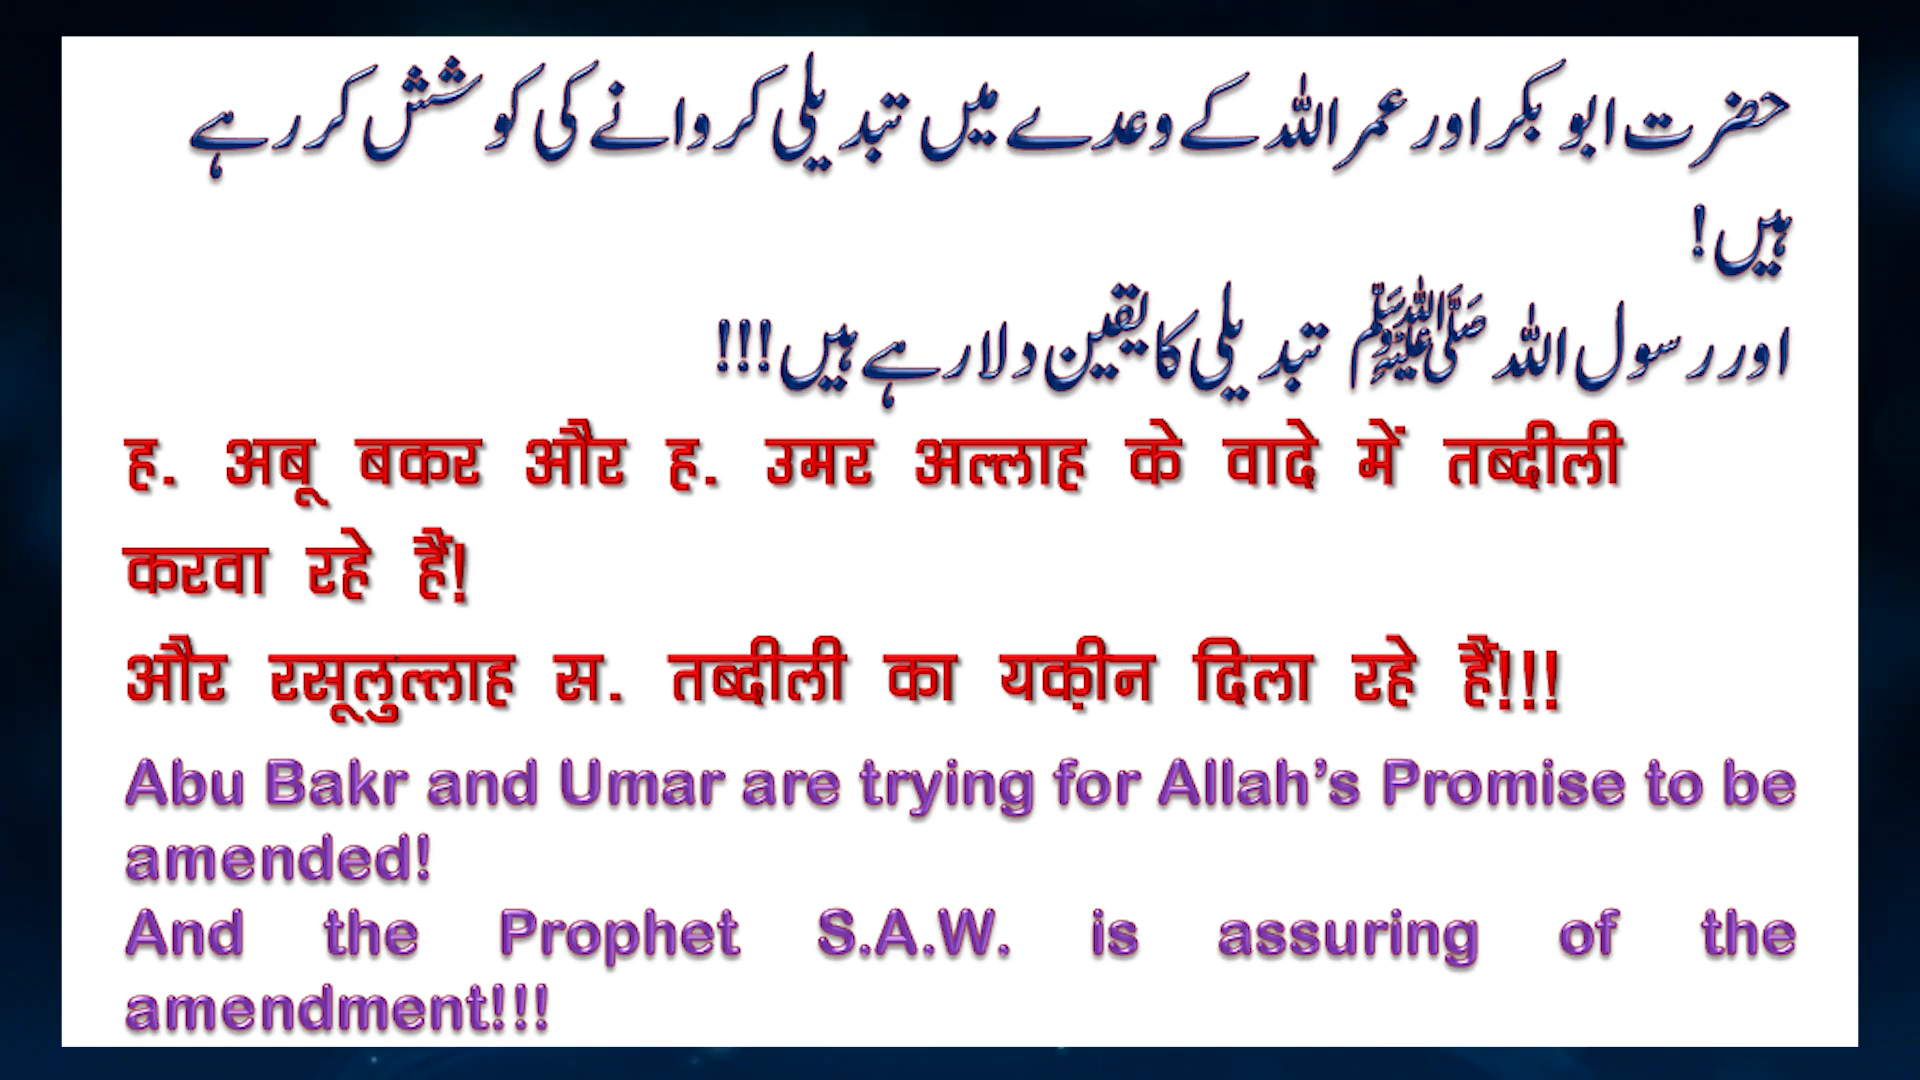 حضرت ابو بکر اور عمر اللہ کے وعدے میں تبدیلی کروانے کی کوشش کر رہے
ہیں!
اور رسول اللہ ﷺ تبدیلی کا یقین دلا رہے ہیں!!!
ह. अबू बकर और ह. उमर अल्लाह के वादे में तब्दीली
करवा रहे हैं!
और रसूलुल्लाह स. तब्दीली का यक़ीन दिला रहे हैं!!!
Abu Bakr and Umar are trying for Allah’s Promise to be
amended!
And the Prophet S.A.W. is assuring of the
amendment!!!